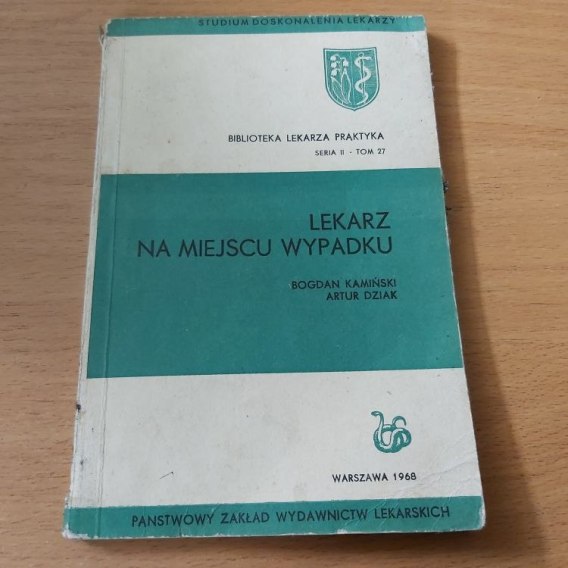 STUDIUM DOSKONALENIA LEKARZY
BIBLIOTEKA LEKARZA PRAKTYKA
SERIA II - TOM 27
LEKARZ
NA MIEJSCU WYPADKU
BOGDAN KAMIŃSKI
ARTUR DZIAK
WARSZAWA 1968
PAŃSTWOWY ZAKŁAD WYDAWNICTW LEKARSKICH